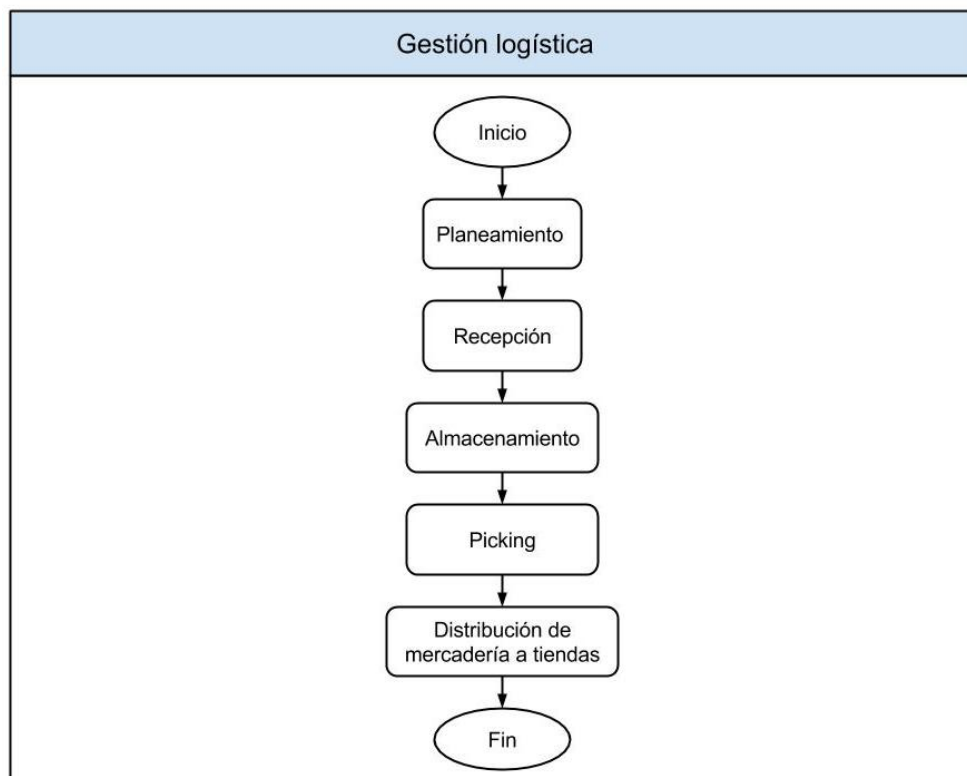 Gestión logística
Inicio
Planeamiento
Recepción
Almacenamiento
Picking
Distribución de
mercadería a tiendas
Fin